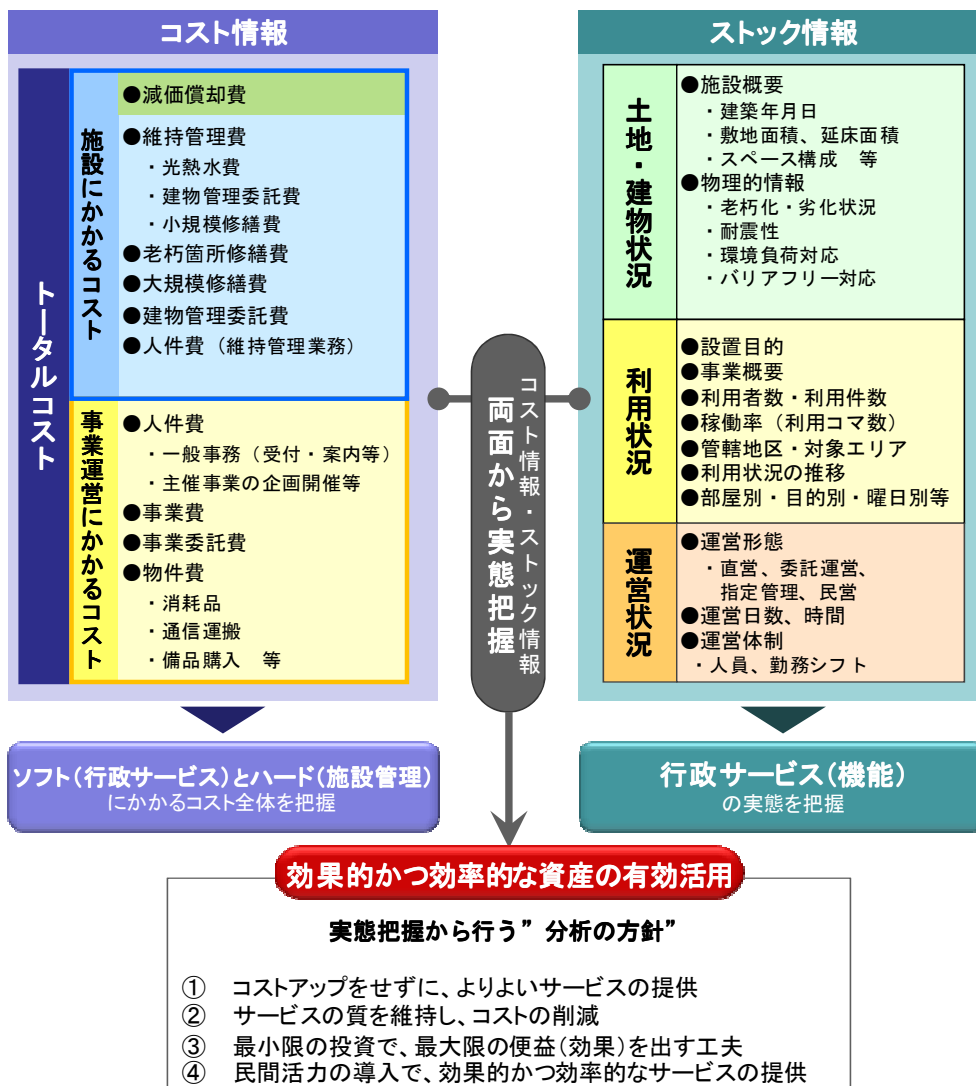 コスト情報
トータルコスト
施設にかかるコスト
●減価償却費
●維持管理費
・光熱水費
・建物管理委託費
・小規模修繕費
●老朽箇所修繕費
●大規模修繕費
●建物管理委託費
●人件費（維持管理業務）
事業運営にかかるコスト
●人件費
・一般事務（受付・案内等）
・主催事業の企画開催等
●事業費
●事業委託費
●物件費
・消耗品
・通信運搬
・備品購入　等
ソフト（行政サービス）とハード（施設管理）
にかかるコスト全体を把握
コスト情報・ストック情報
両面から実態把握
ストック情報
土地・建物状況
●施設概要
・建築年月日
・敷地面積、延床面積
・スペース構成　等
●物理的情報
・老朽化・劣化状況
・耐震性
・環境負荷対応
・バリアフリー対応
利用状況
●設置目的
●事業概要
●利用者数・利用件数
●稼働率（利用コマ数）
●管轄地区・対象エリア
●利用状況の推移
●部屋別・目的別・曜日別等
運営状況
●運営形態
・直営、委託運営、
指定管理、民営
●運営日数、時間
●運営体制
・人員、勤務シフト
行政サービス（機能）
の実態を把握
効果的かつ効率的な資産の有効活用
実態把握から行う”分析の方針”
①　コストアップをせずに、よりよいサービスの提供
②　サービスの質を維持し、コストの削減
③　最小限の投資で、最大限の便益（効果）を出す工夫
④　民間活力の導入で、効果的かつ効率的なサービスの提供